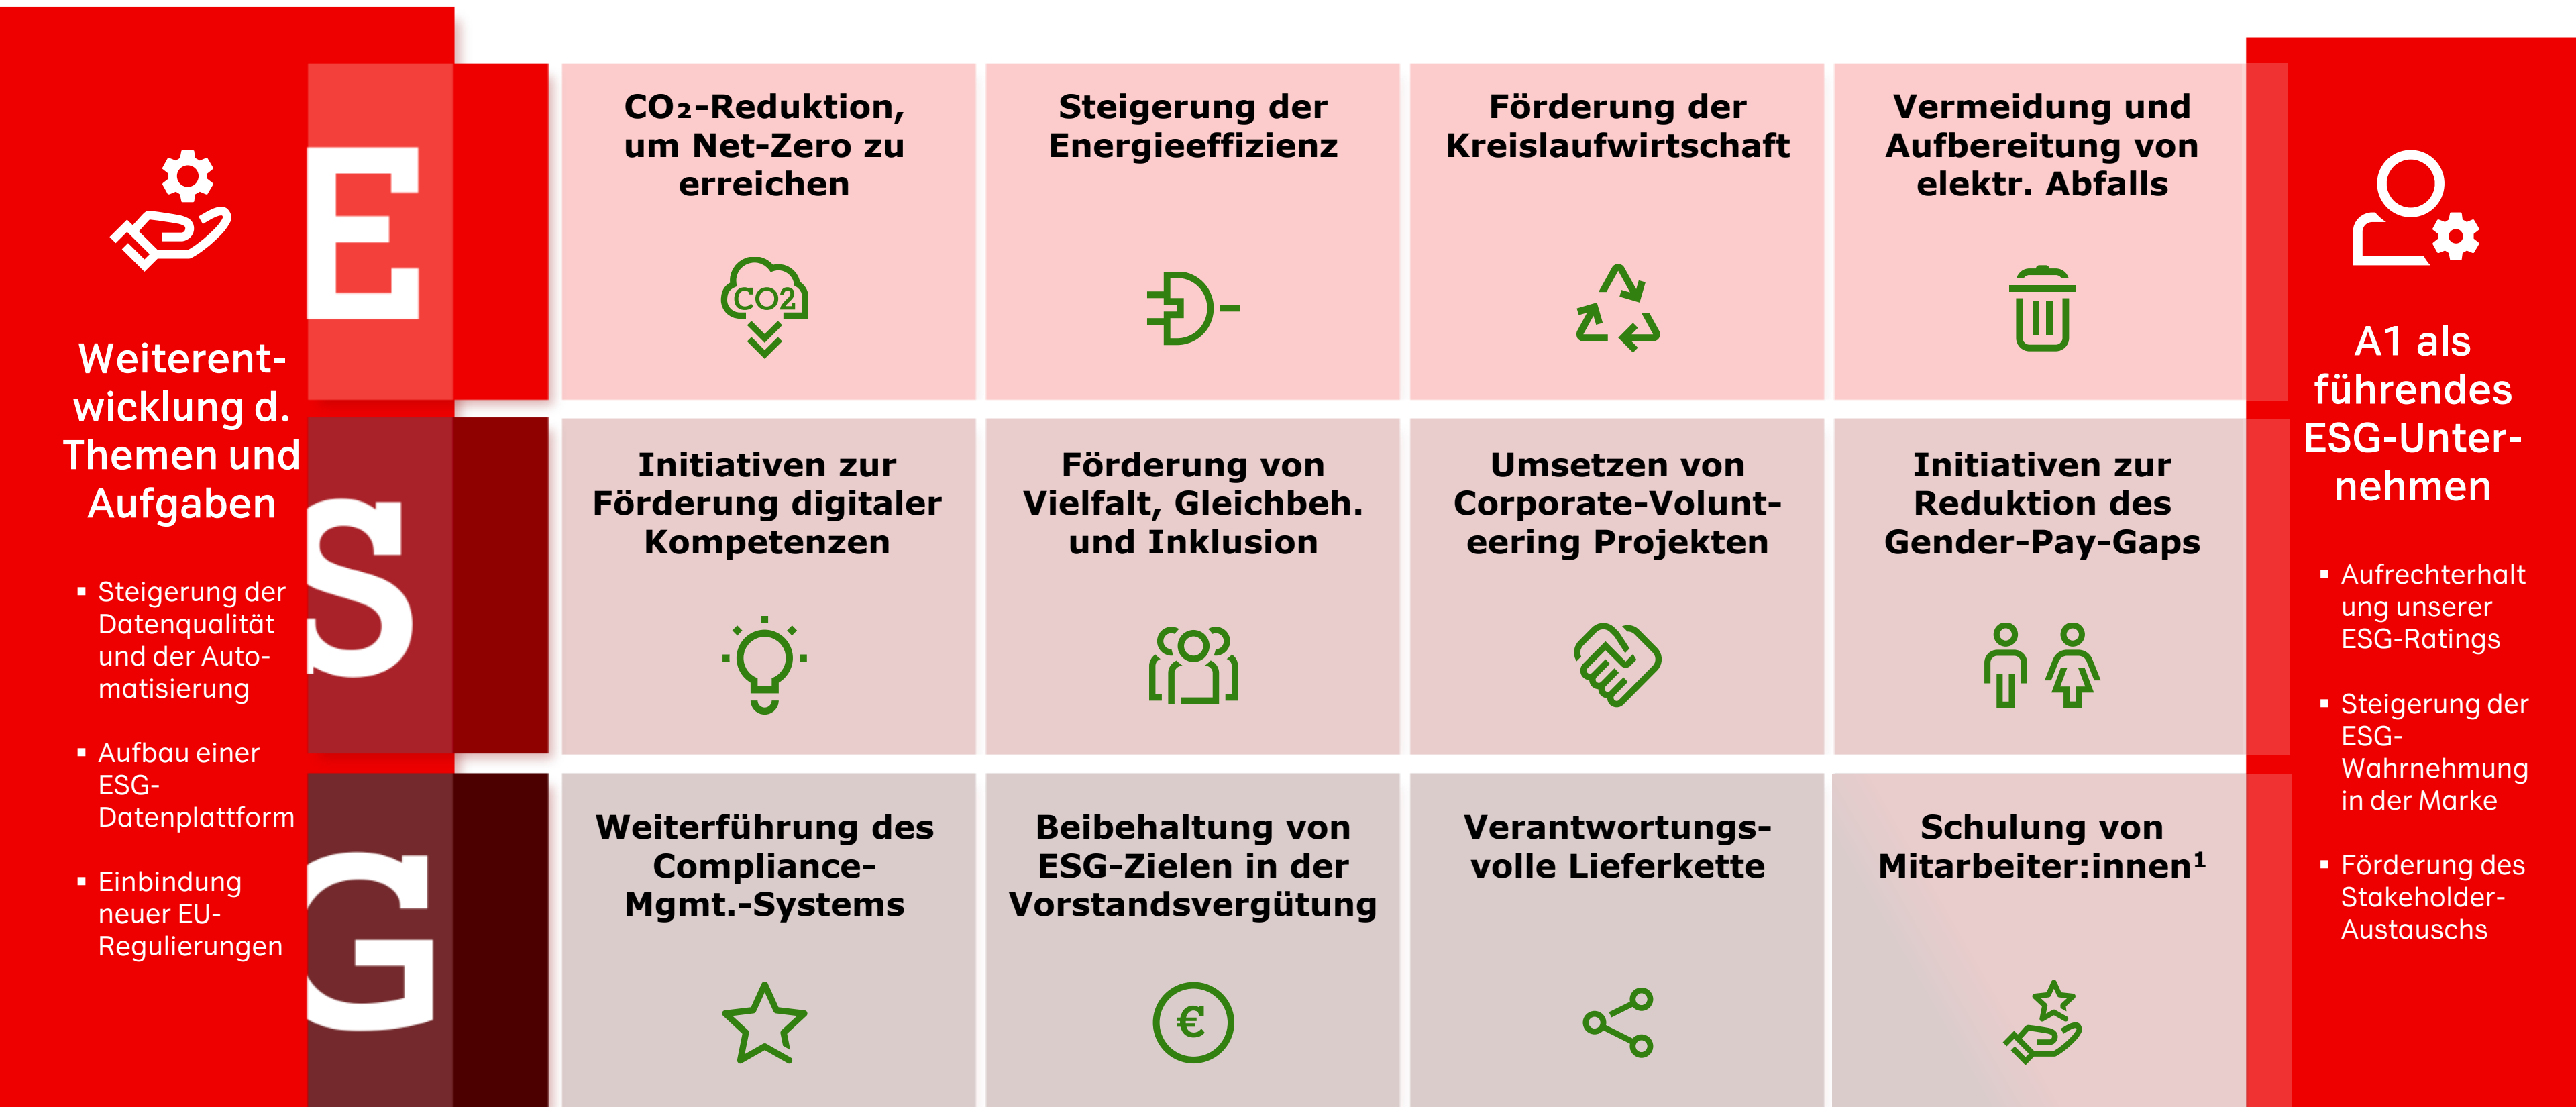 Weiterent-
wicklung d.
Themen und
Aufgaben
▪ Steigerung der
Datenqualität
und der Auto-
matisierung
▪ Aufbau einer
ESG-
Datenplattform
▪ Einbindung
neuer EU-
Regulierungen
E
CO₂-Reduktion,
um Net-Zero zu
erreichen
CO2
Steigerung der
Energieeffizienz
Förderung der
Kreislaufwirtschaft
Vermeidung und
Aufbereitung von
elektr. Abfalls
S
Initiativen zur
Förderung digitaler
Kompetenzen
Förderung von
Vielfalt, Gleichbeh.
und Inklusion
Umsetzen von
Corporate-Volunt-
eering Projekten
Initiativen zur
Reduktion des
Gender-Pay-Gaps
G
Weiterführung des
Compliance-
Mgmt.-Systems
Beibehaltung von
ESG-Zielen in der
Vorstandsvergütung
€
Verantwortungs-
volle Lieferkette
Schulung von
Mitarbeiter:innen¹
A1 als
führendes
ESG-Unter-
nehmen
▪ Aufrechterhalt
ung unserer
ESG-Ratings
▪ Steigerung der
ESG-
Wahrnehmung
in der Marke
▪ Förderung des
Stakeholder-
Austauschs